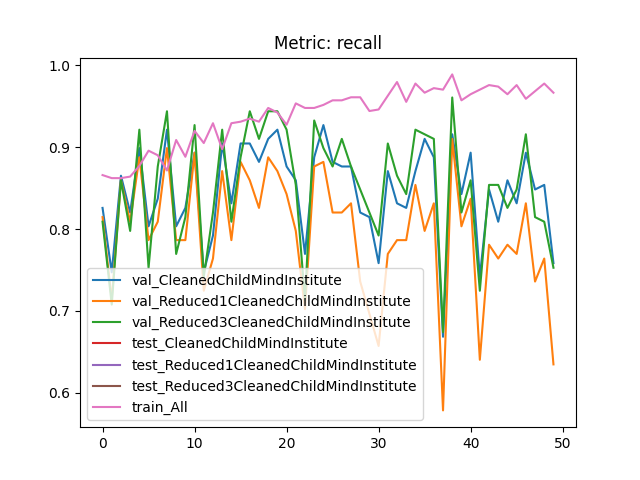 Metric: recall
1.0
0.9
0.8
0.7
0.6
val_CleanedChildMindInstitute
val_Reduced1CleanedChildMindInstitute
val_Reduced3CleanedChildMindInstitute
test_CleanedChildMindInstitute
test_Reduced1CleanedChildMindInstitute
test_Reduced3CleanedChildMindInstitute
train_All
0 10 20 30 40 50